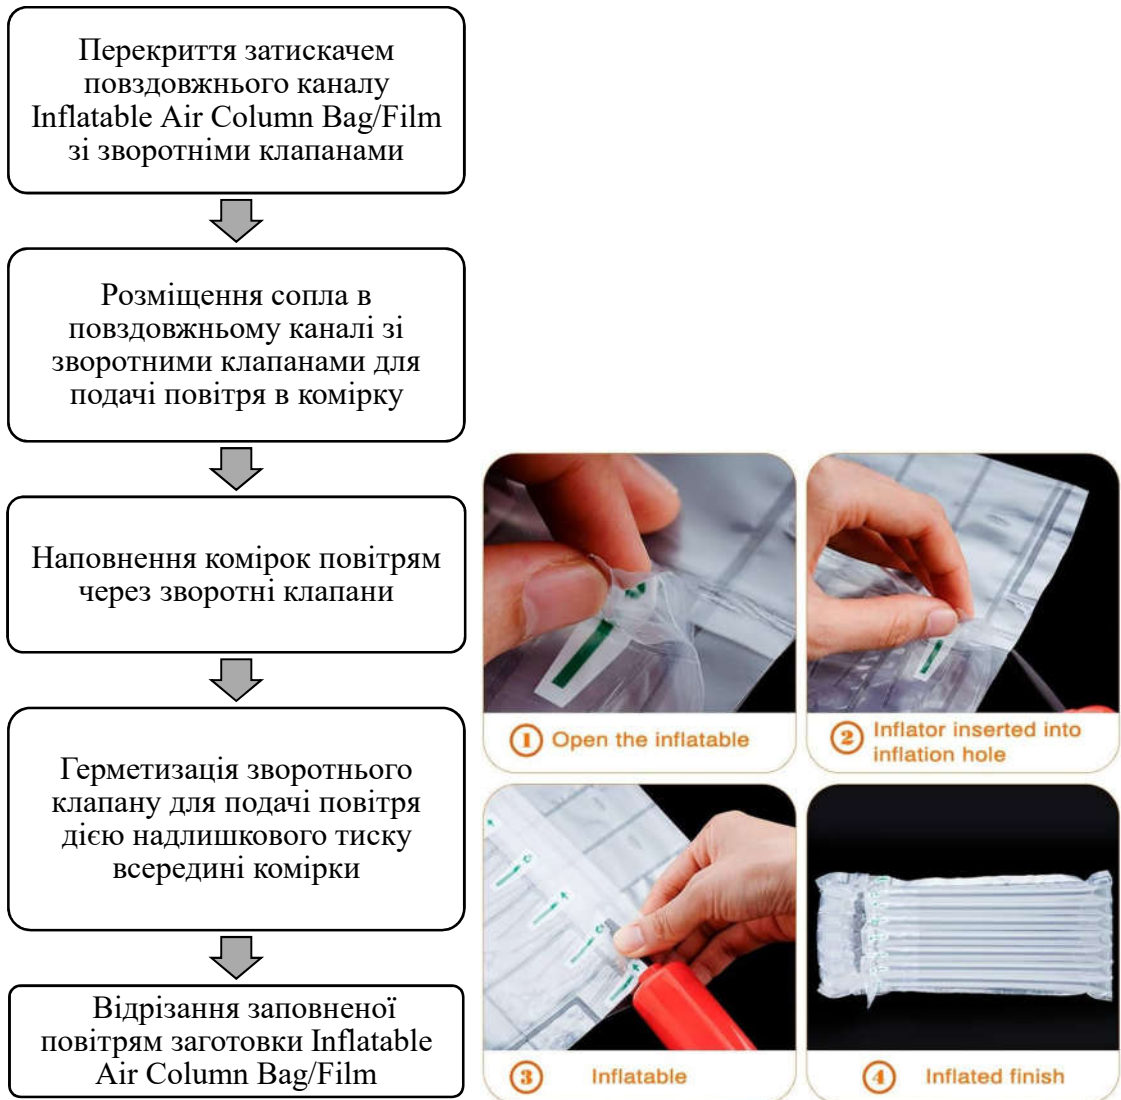 Перекриття затискачем
повздовжнього каналу
Inflatable Air Column Bag/Film
зі зворотніми клапанами
Розміщення сопла в
повздовжньому каналі зі
зворотними клапанами для
подачі повітря в комірку
Наповнення комірок повітрям
через зворотні клапани
Герметизація зворотнього
клапану для подачі повітря
дією надлишкового тиску
всередині комірки
Відрізання заповненої
повітрям заготовки Inflatable
Air Column Bag/Film
1 Open the inflatable
2 Inflator inserted into
inflation hole
3 Inflatable
4 Inflated finish